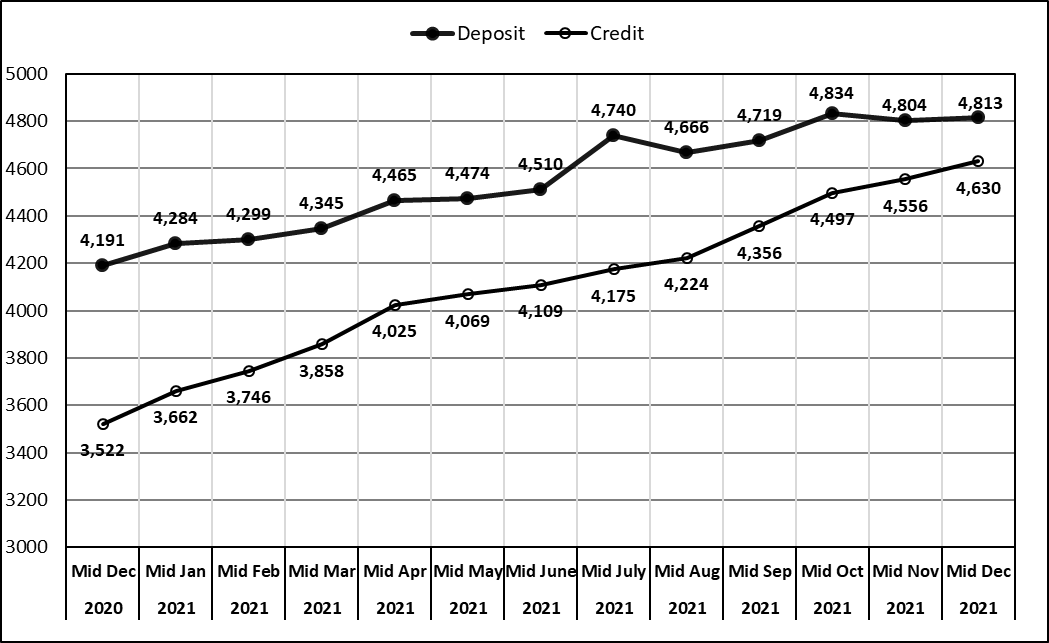 Deposit Credit
5000
4800
4600
4400
4200
4000
3800
3600
3400
3200
3000
4,191 4,284 4,299 4,345 4,465 4,474 4,510 4,740 4,666 4,719 4,834 4,804 4,813
3,522 3,662 3,746 3,858 4,025 4,069 4,109 4,175 4,224 4,356 4,497 4,556 4,630
Mid Dec Mid Jan Mid Feb Mid Mar Mid Apr Mid May Mid June Mid July Mid Aug Mid Sep Mid Oct Mid Nov Mid Dec
2020 2021 2021 2021 2021 2021 2021 2021 2021 2021 2021 2021 2021